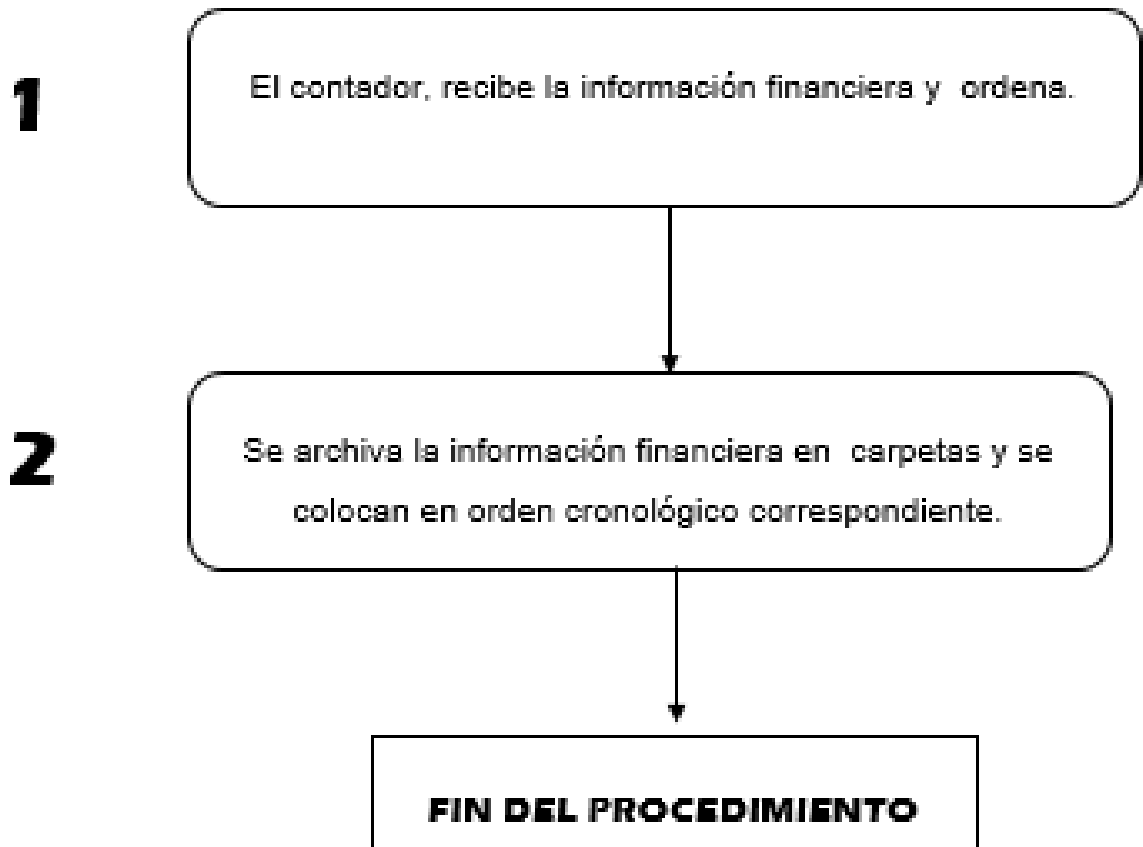 1
El contador, recibe la información financiera y ordena.
2
Se archiva la información financiera en carpetas y se
colocan en orden cronológico correspondiente.
FIN DEL PROCEDIMIENTO